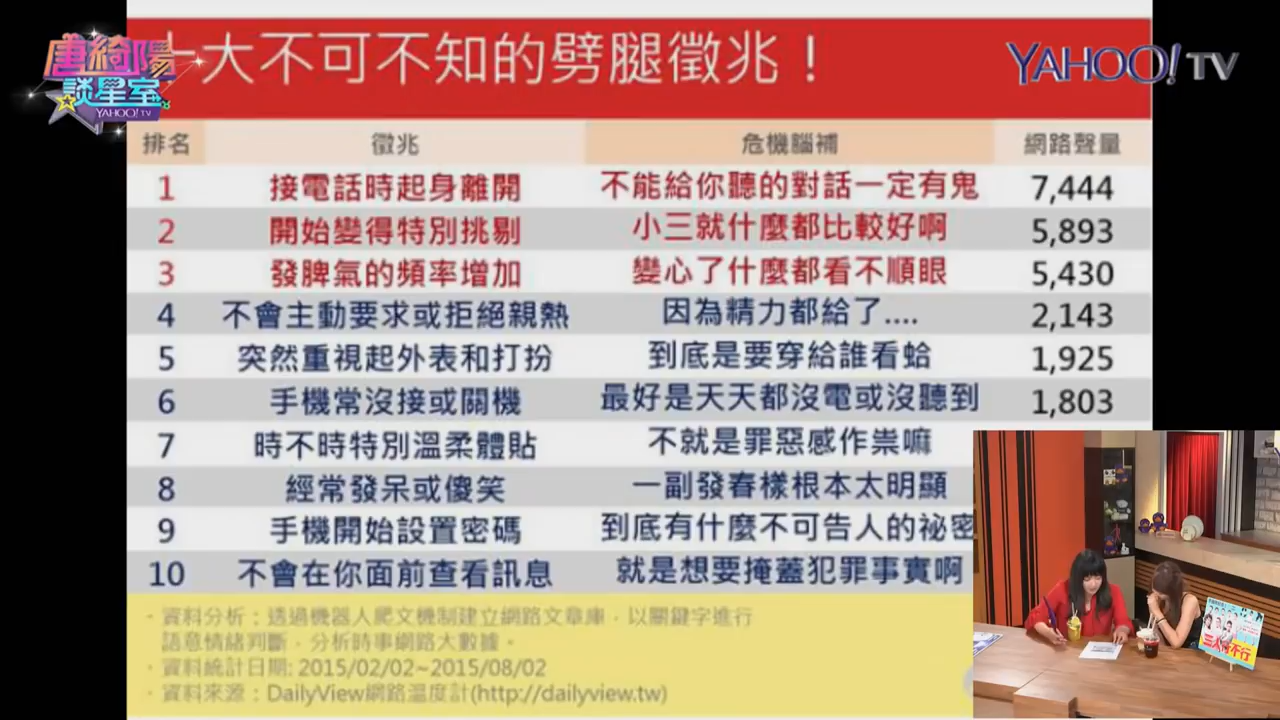 唐綺陽
談星室
YAHOO! TV
十大不可不知的劈腿徵兆！
YAHOO! TV
排名 徵兆 危機腦補 網路聲量
1 接電話時起身離開 不能給你聽的對話一定有鬼 7,444
2 開始變得特別挑剔 小三就什麼都比較好啊 5,893
3 發脾氣的頻率增加 變心了什麼都看不順眼 5,430
4 不會主動要求或拒絕親熱 因為精力都給了.... 2,143
5 突然重視起外表和打扮 到底是要穿給誰看蛤 1,925
6 手機常沒接或關機 最好是天天都沒電或沒聽到 1,803
7 時不時特別溫柔體貼 不就是罪惡感作祟嘛
8 經常發呆或傻笑 一副發春樣根本太明顯
9 手機開始設置密碼 到底有什麼不可告人的祕密
10 不會在你面前查看訊息 就是想要掩蓋犯罪事實啊
・資料分析：透過機器人爬文機制建立網路文章庫，以關鍵字進行
語意情緒判斷，分析時事網路大數據。
・資料統計日期: 2015/02/02~2015/08/02
・資料來源：DailyView網路溫度計(http://dailyview.tw)
三人行不行